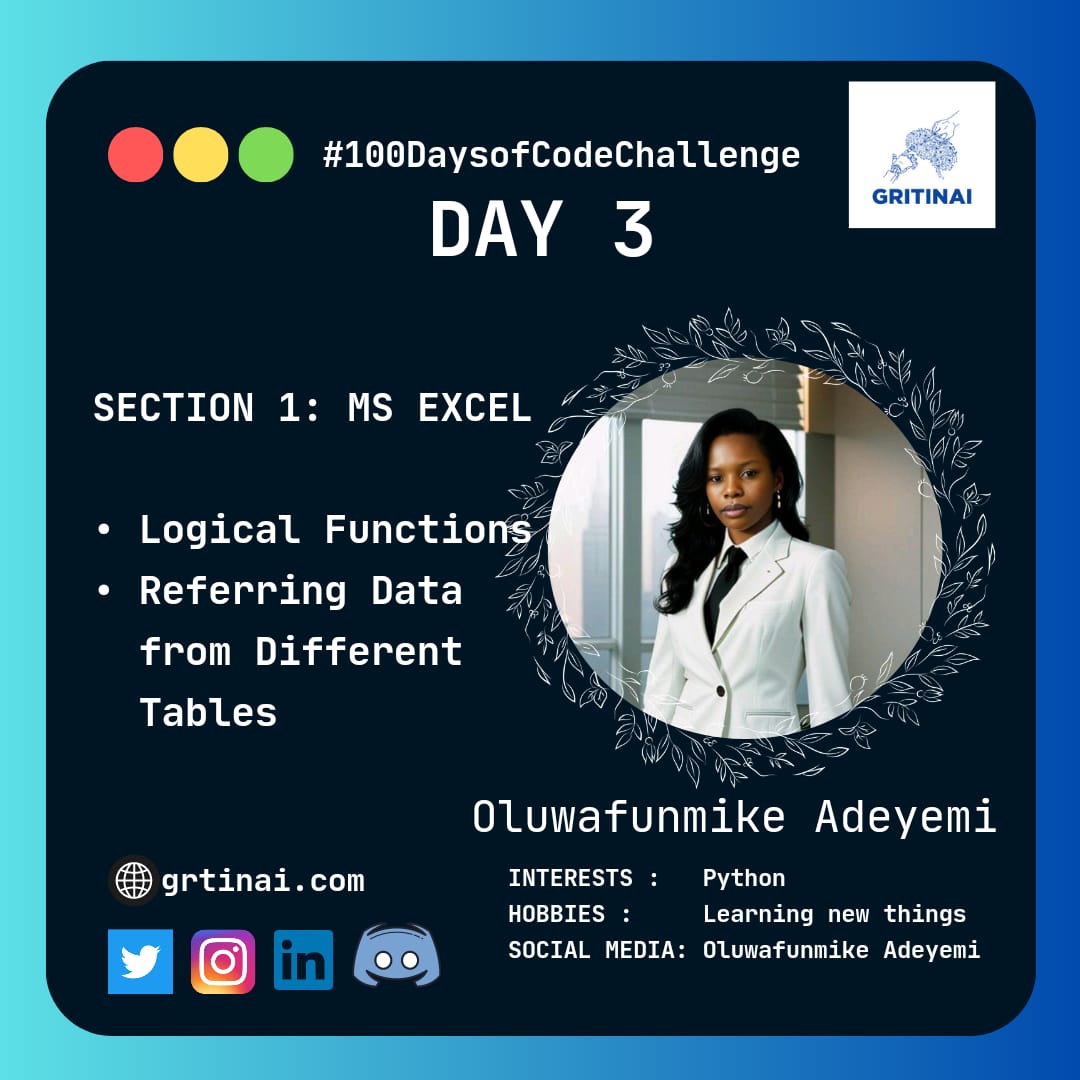 #100DaysofCodeChallenge
GRITINAI
DAY 3
SECTION 1: MS EXCEL
• Logical Functions
• Referring Data
from Different
Tables
Oluwafunmike Adeyemi
grtinai.com
INTERESTS : Python
HOBBIES : Learning new things
SOCIAL MEDIA: Oluwafunmike Adeyemi
in